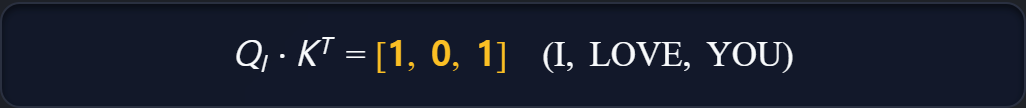 Q_I · K^T = [1, 0, 1] (I, LOVE, YOU)